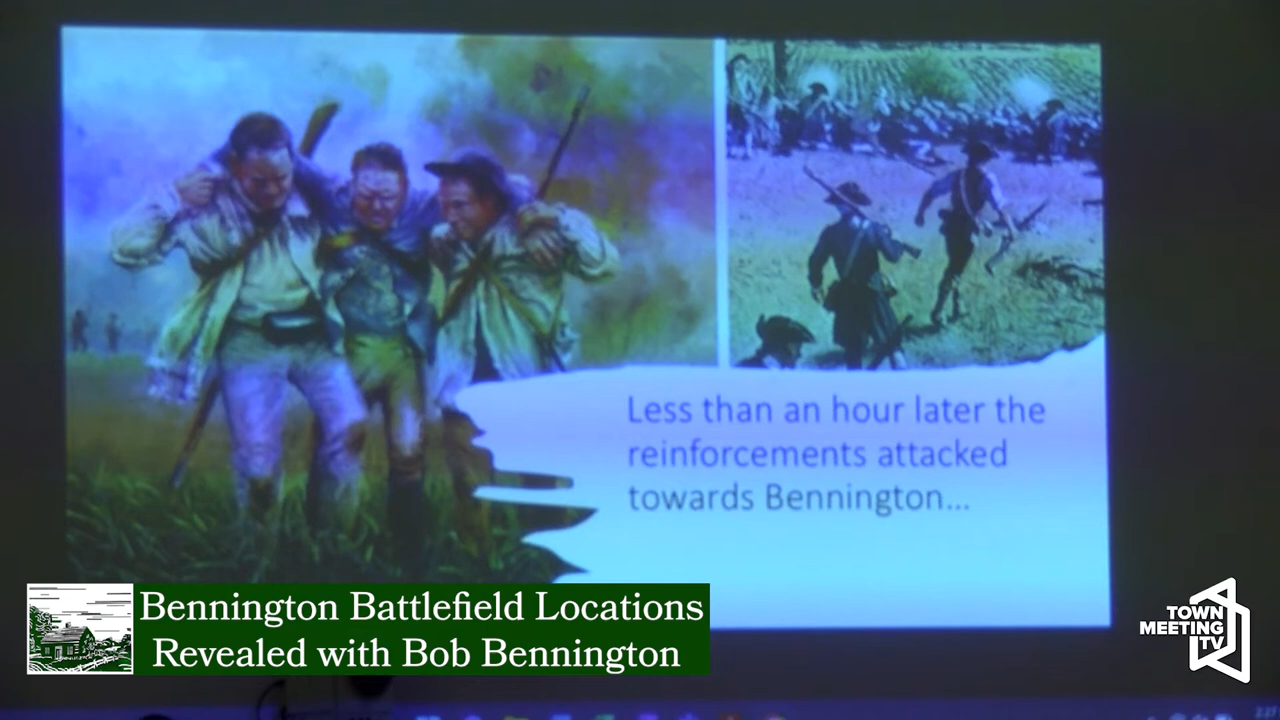 Less than an hour later the
reinforcements attacked
towards Bennington...
Bennington Battlefield Locations
Revealed with Bob Bennington
TOWN
MEETING
TV